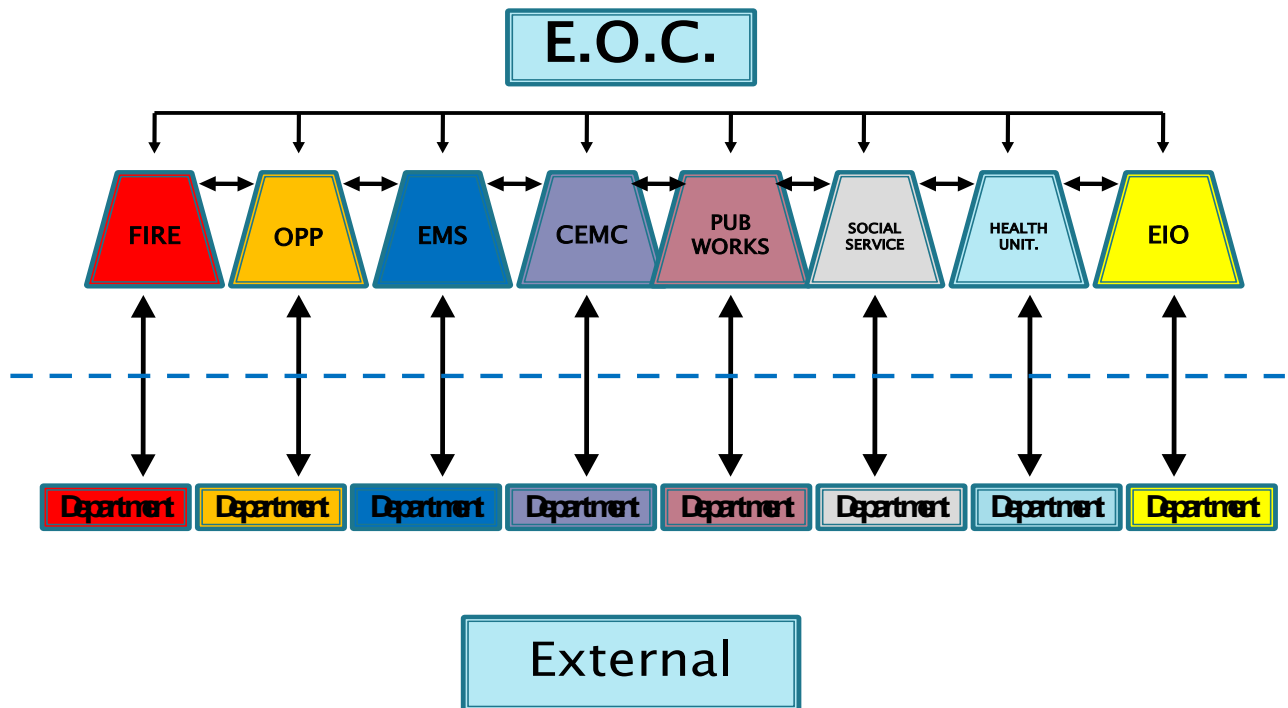 E.O.C.
FIRE
OPP
EMS
CEMC
PUB
WORKS
SOCIAL
SERVICE
HEALTH
UNIT.
EIO
Department
Department
Department
Department
Department
Department
Department
Department
External